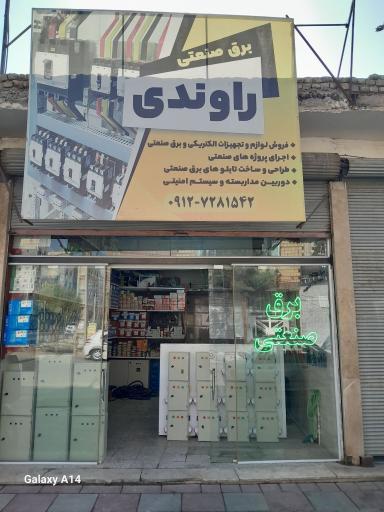 برق صنعتی
راوندی
فروش لوازم و تجهیزات الکتریکی و برق صنعتی
اجرای پروژه های صنعتی
طراحی و ساخت تابلو های برق صنعتی
دوربین مداربسته و سیستم امنیتی
۰۹۱۲-۷۲۸۱۵۴۲
برق
صنعتی
Galaxy A14